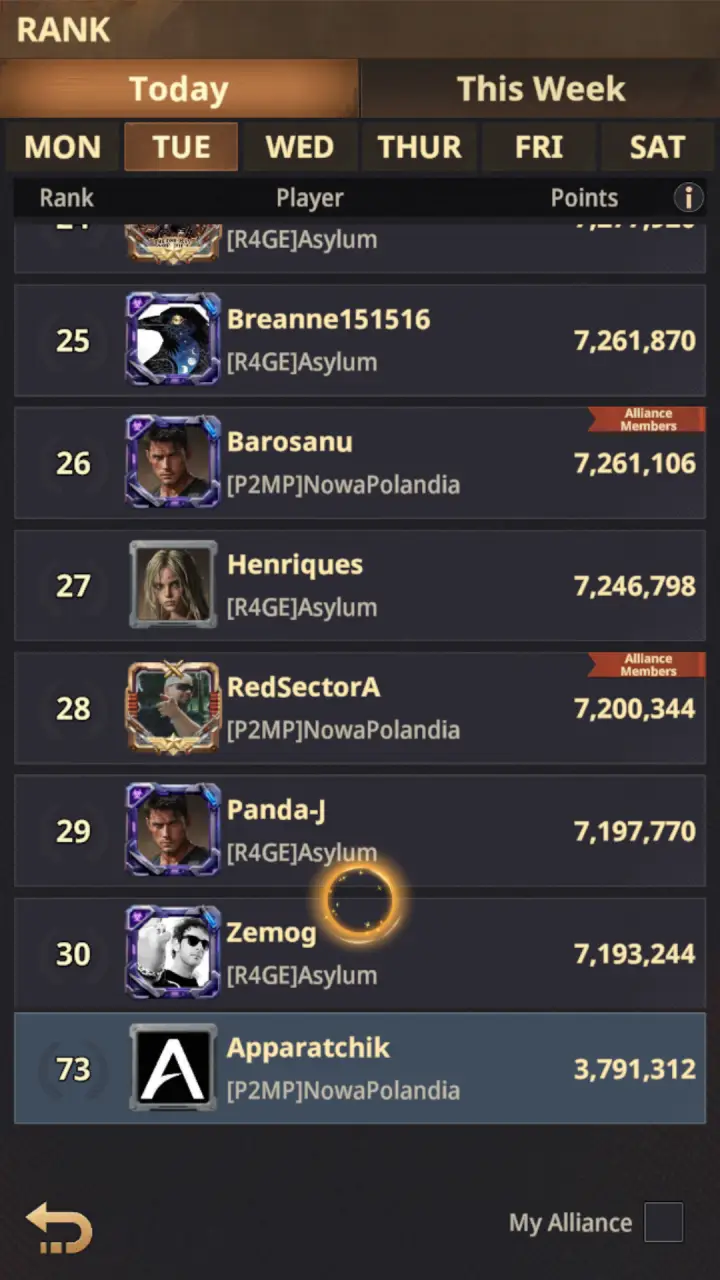 RANK
Today
This Week
MON
TUE
WED
THUR
FRI
SAT
Rank
Player
Points
[R4GE]Asylum
25
Breanne151516
[R4GE]Asylum
7,261,870
26
Barosanu
[P2MP]NowaPolandia
Alliance
Members
7,261,106
27
Henriques
[R4GE]Asylum
7,246,798
28
RedSectorA
[P2MP]NowaPolandia
Alliance
Members
7,200,344
29
Panda-J
[R4GE]Asylum
7,197,770
30
Zemog
[R4GE]Asylum
7,193,244
73
Apparatchik
[P2MP]NowaPolandia
3,791,312
My Alliance